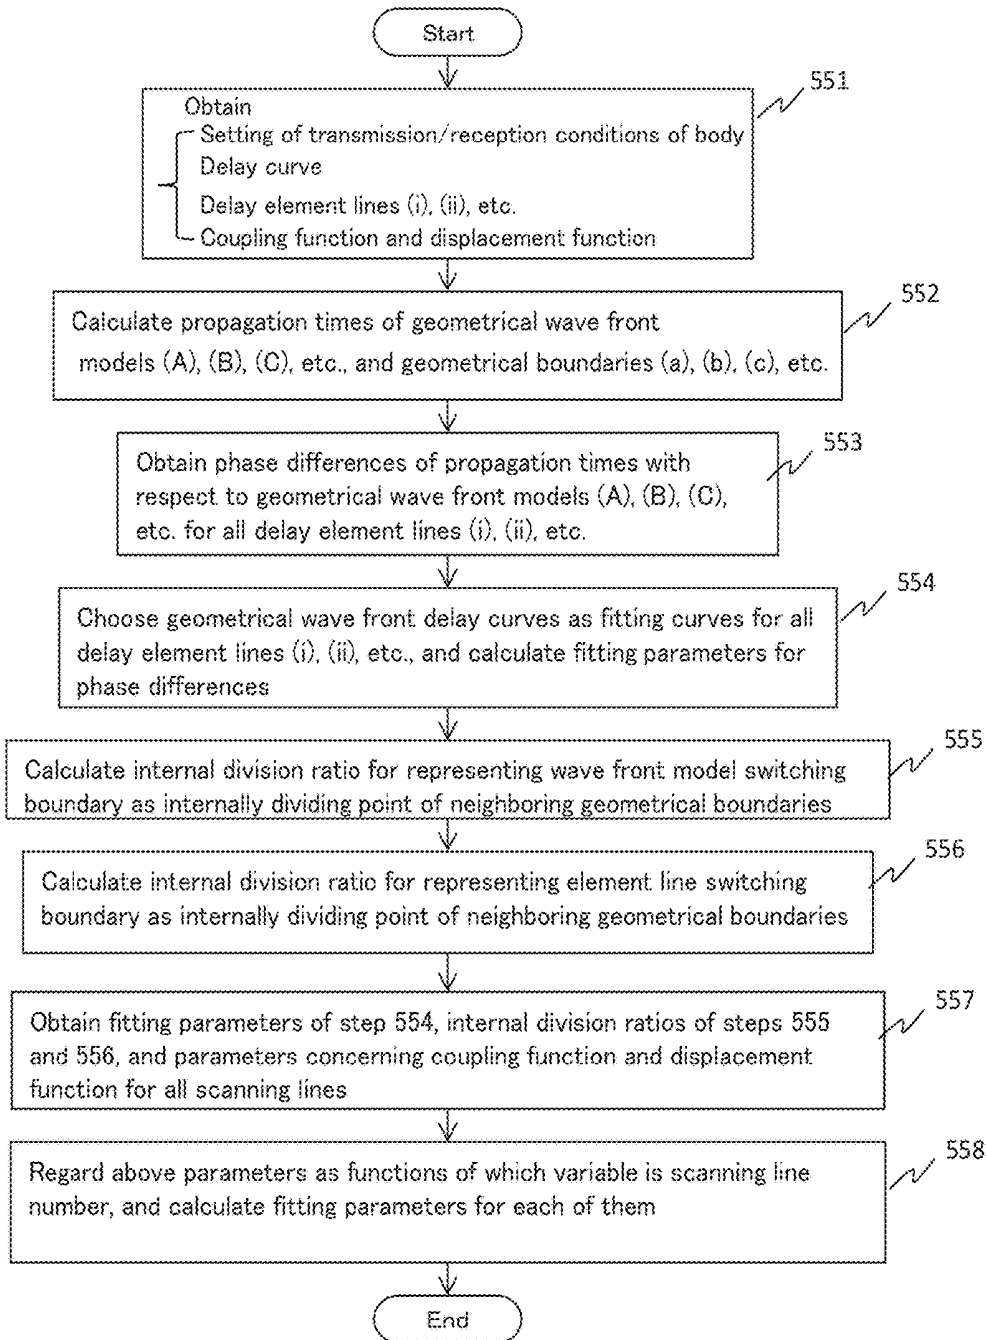 Start
551
Obtain
Setting of transmission/reception conditions of body
Delay curve
Delay element lines (i), (ii), etc.
Coupling function and displacement function
552
Calculate propagation times of geometrical wave front
models (A), (B), (C), etc., and geometrical boundaries (a), (b), (c), etc.
553
Obtain phase differences of propagation times with
respect to geometrical wave front models (A), (B), (C),
etc. for all delay element lines (i), (ii), etc.
554
Choose geometrical wave front delay curves as fitting curves for all
delay element lines (i), (ii), etc., and calculate fitting parameters for
phase differences
555
Calculate internal division ratio for representing wave front model switching
boundary as internally dividing point of neighboring geometrical boundaries
556
Calculate internal division ratio for representing element line switching
boundary as internally dividing point of neighboring geometrical boundaries
557
Obtain fitting parameters of step 554, internal division ratios of steps 555
and 556, and parameters concerning coupling function and displacement
function for all scanning lines
558
Regard above parameters as functions of which variable is scanning line
number, and calculate fitting parameters for each of them
End